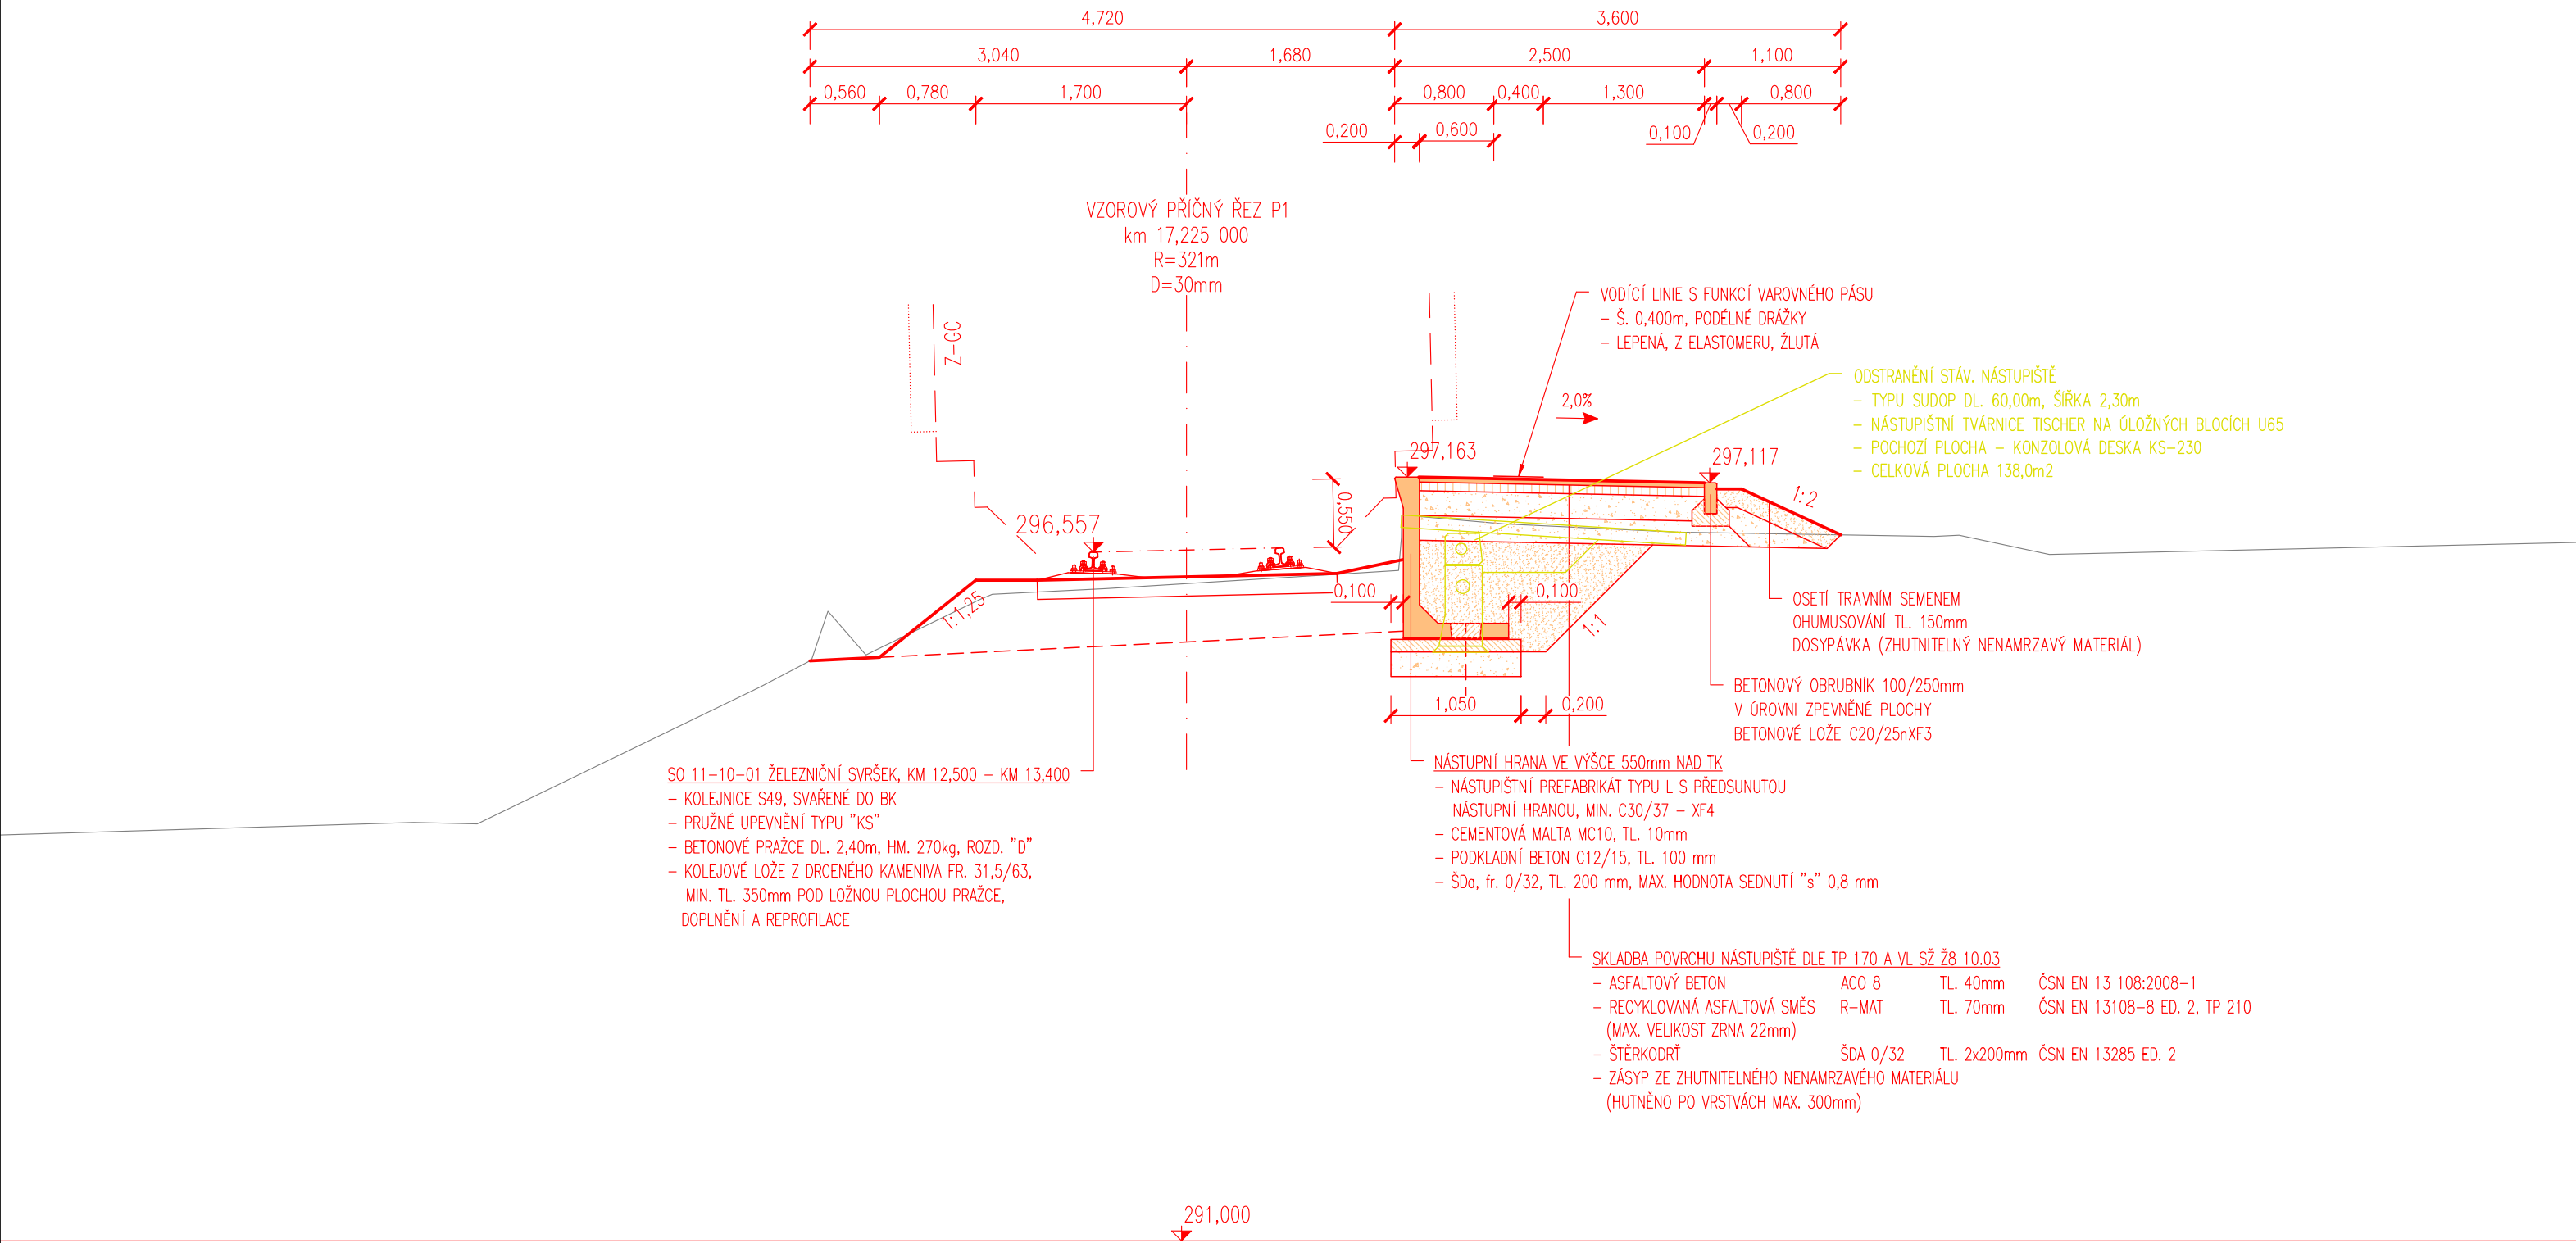 4,720 3,600
3,040 1,680 2,500 1,100
0,560 0,780 1,700 0,800 0,400 1,300 0,800
0,200 0,600 0,100 0,200
VZOROVÝ PŘÍČNÝ ŘEZ P1
km 17,225 000
R=321m
D=30mm
Z-GC
VODÍCÍ LINIE S FUNKCÍ VAROVNÉHO PÁSU
- Š. 0,400m, PODÉLNÉ DRÁŽKY
- LEPENÁ, Z ELASTOMERU, ŽLUTÁ
ODSTRANĚNÍ STÁV. NÁSTUPIŠTĚ
- TYPU SUDOP DL. 60,00m, ŠÍŘKA 2,30m
- NÁSTUPIŠTNÍ TVÁRNICE TISCHER NA ÚLOŽNÝCH BLOCÍCH U65
- POCHOZÍ PLOCHA - KONZOLOVÁ DESKA KS-230
- CELKOVÁ PLOCHA 138,0m2
2,0%
297,163
297,117
1:2
0,550
296,557
1:1,25
0,100
0,100
1:1
OSETÍ TRAVNÍM SEMENEM
OHUMUSOVÁNÍ TL. 150mm
DOSYPÁVKA (ZHUTNITELNÝ NENAMRZAVÝ MATERIÁL)
BETONOVÝ OBRUBNÍK 100/250mm
V ÚROVNI ZPEVNĚNÉ PLOCHY
BETONOVÉ LOŽE C20/25nXF3
1,050 0,200
SO 11-10-01 ŽELEZNIČNÍ SVRŠEK, KM 12,500 - KM 13,400
- KOLEJNICE S49, SVAŘENÉ DO BK
- PRUŽNÉ UPEVNĚNÍ TYPU "KS"
- BETONOVÉ PRAŽCE DL. 2,40m, HM. 270kg, ROZD. "D"
- KOLEJOVÉ LOŽE Z DRCENÉHO KAMENIVA FR. 31,5/63,
MIN. TL. 350mm POD LOŽNOU PLOCHOU PRAŽCE,
DOPLNĚNÍ A REPROFILACE
NÁSTUPNÍ HRANA VE VÝŠCE 550mm NAD TK
- NÁSTUPIŠTNÍ PREFABRIKÁT TYPU L S PŘEDSUNUTOU
NÁSTUPNÍ HRANOU, MIN. C30/37 - XF4
- CEMENTOVÁ MALTA MC10, TL. 10mm
- PODKLADNÍ BETON C12/15, TL. 100 mm
- ŠDa, fr. 0/32, TL. 200 mm, MAX. HODNOTA SEDNUTÍ "s" 0,8 mm
SKLADBA POVRCHU NÁSTUPIŠTĚ DLE TP 170 A VL SŽ Ž8 10.03
- ASFALTOVÝ BETON ACO 8 TL. 40mm ČSN EN 13 108:2008-1
- RECYKLOVANÁ ASFALTOVÁ SMĚS R-MAT TL. 70mm ČSN EN 13108-8 ED. 2, TP 210
(MAX. VELIKOST ZRNA 22mm)
- ŠTĚRKODRŤ ŠDA 0/32 TL. 2x200mm ČSN EN 13285 ED. 2
- ZÁSYP ZE ZHUTNITELNÉHO NENAMRZAVÉHO MATERIÁLU
(HUTNĚNO PO VRSTVÁCH MAX. 300mm)
291,000